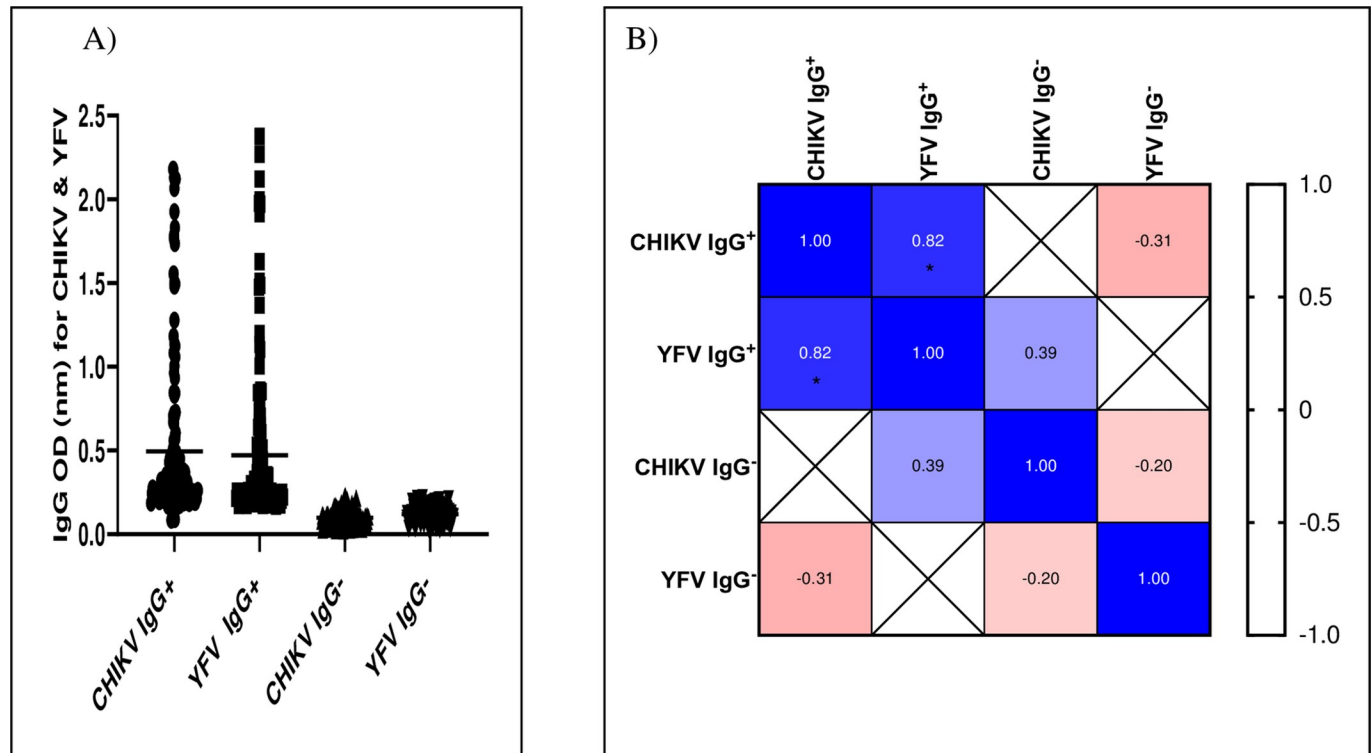 A)
IgG OD (nm) for CHIKV & YFV
2.5
2.0
1.5
1.0
0.5
0.0
CHIKV IgG+
YFV IgG+
CHIKV IgG-
YFV IgG-
B)
CHIKV IgG+
YFV IgG+
CHIKV IgG-
YFV IgG-
CHIKV IgG+ 1.00 0.82 -0.31
*
YFV IgG+ 0.82 1.00 0.39
*
CHIKV IgG- 0.39 1.00 -0.20
YFV IgG- -0.31 -0.20 1.00
1.0
0.5
0
-0.5
-1.0